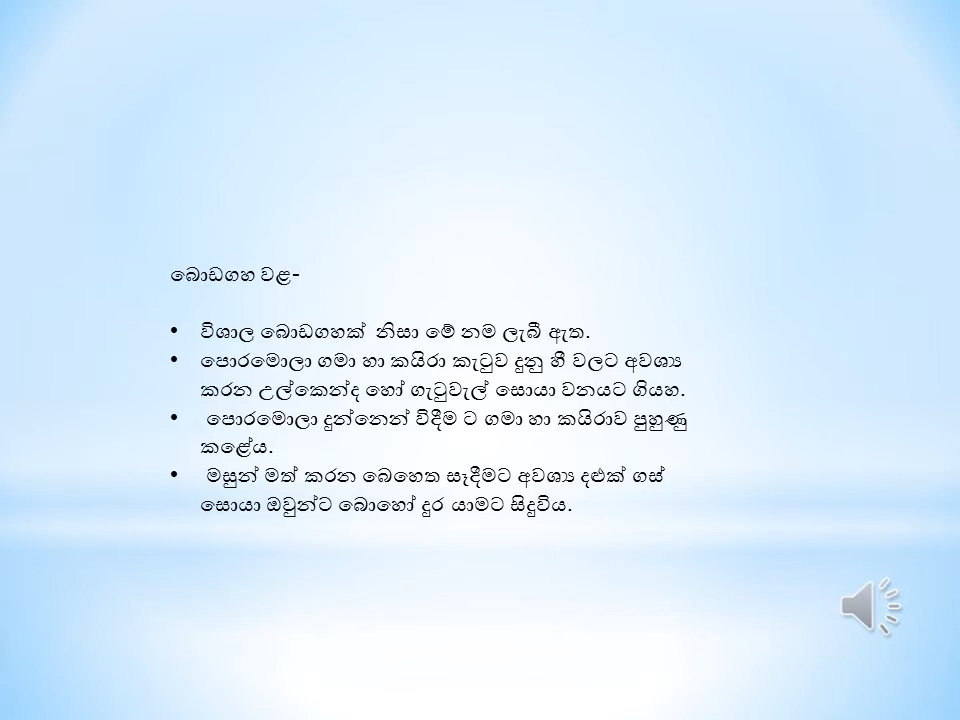 බොඩගහ වළ-
• විශාල බොඩගහක් නිසා මේ නම ලැබී ඇත.
• පොරමොලා ගමා හා කයිරා කැටුව දුනු හී වලට අවශ්‍ය
කරන උල්කෙන්ද හෝ ගැටුවැල් සොයා වනයට ගියහ.
• පොරමොලා දුන්නෙන් විදීම ට ගමා හා කයිරාව පුහුණු
කළේය.
• මසුන් මත් කරන බෙහෙත සෑදීමට අවශ්‍ය දළුක් ගස්
සොයා ඔවුන්ට බොහෝ දුර යාමට සිදුවිය.